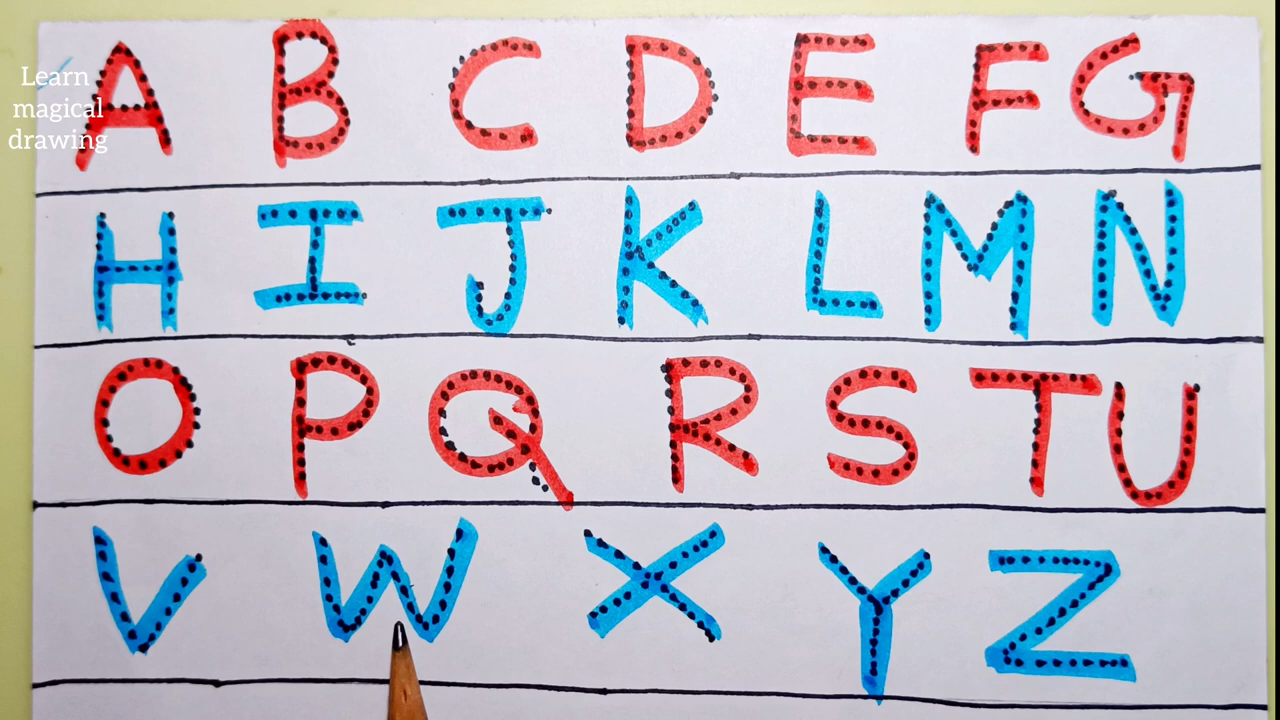 Learn
magical
drawing
A B C D E F G
H I J K L M N
O P Q R S T U
V W X Y Z